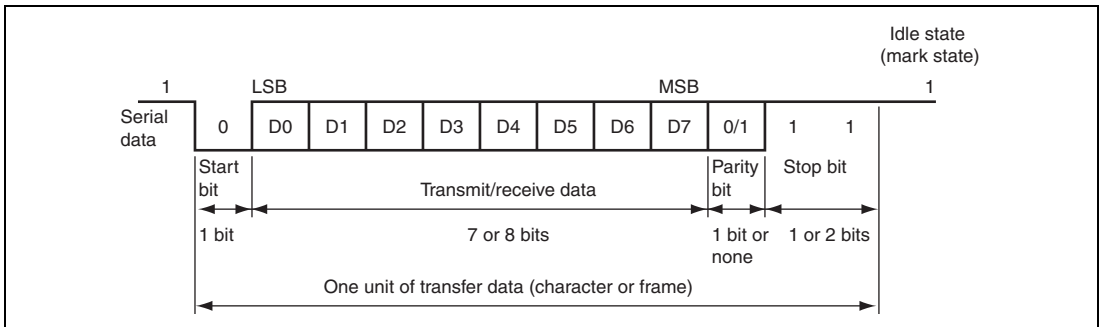 Idle state
(mark state)
1 LSB MSB 1
Serial
data
0 D0 D1 D2 D3 D4 D5 D6 D7 0/1 1 1
Start
bit
Transmit/receive data
Parity
bit
Stop bit
1 bit
7 or 8 bits
1 bit or
none
1 or 2 bits
One unit of transfer data (character or frame)